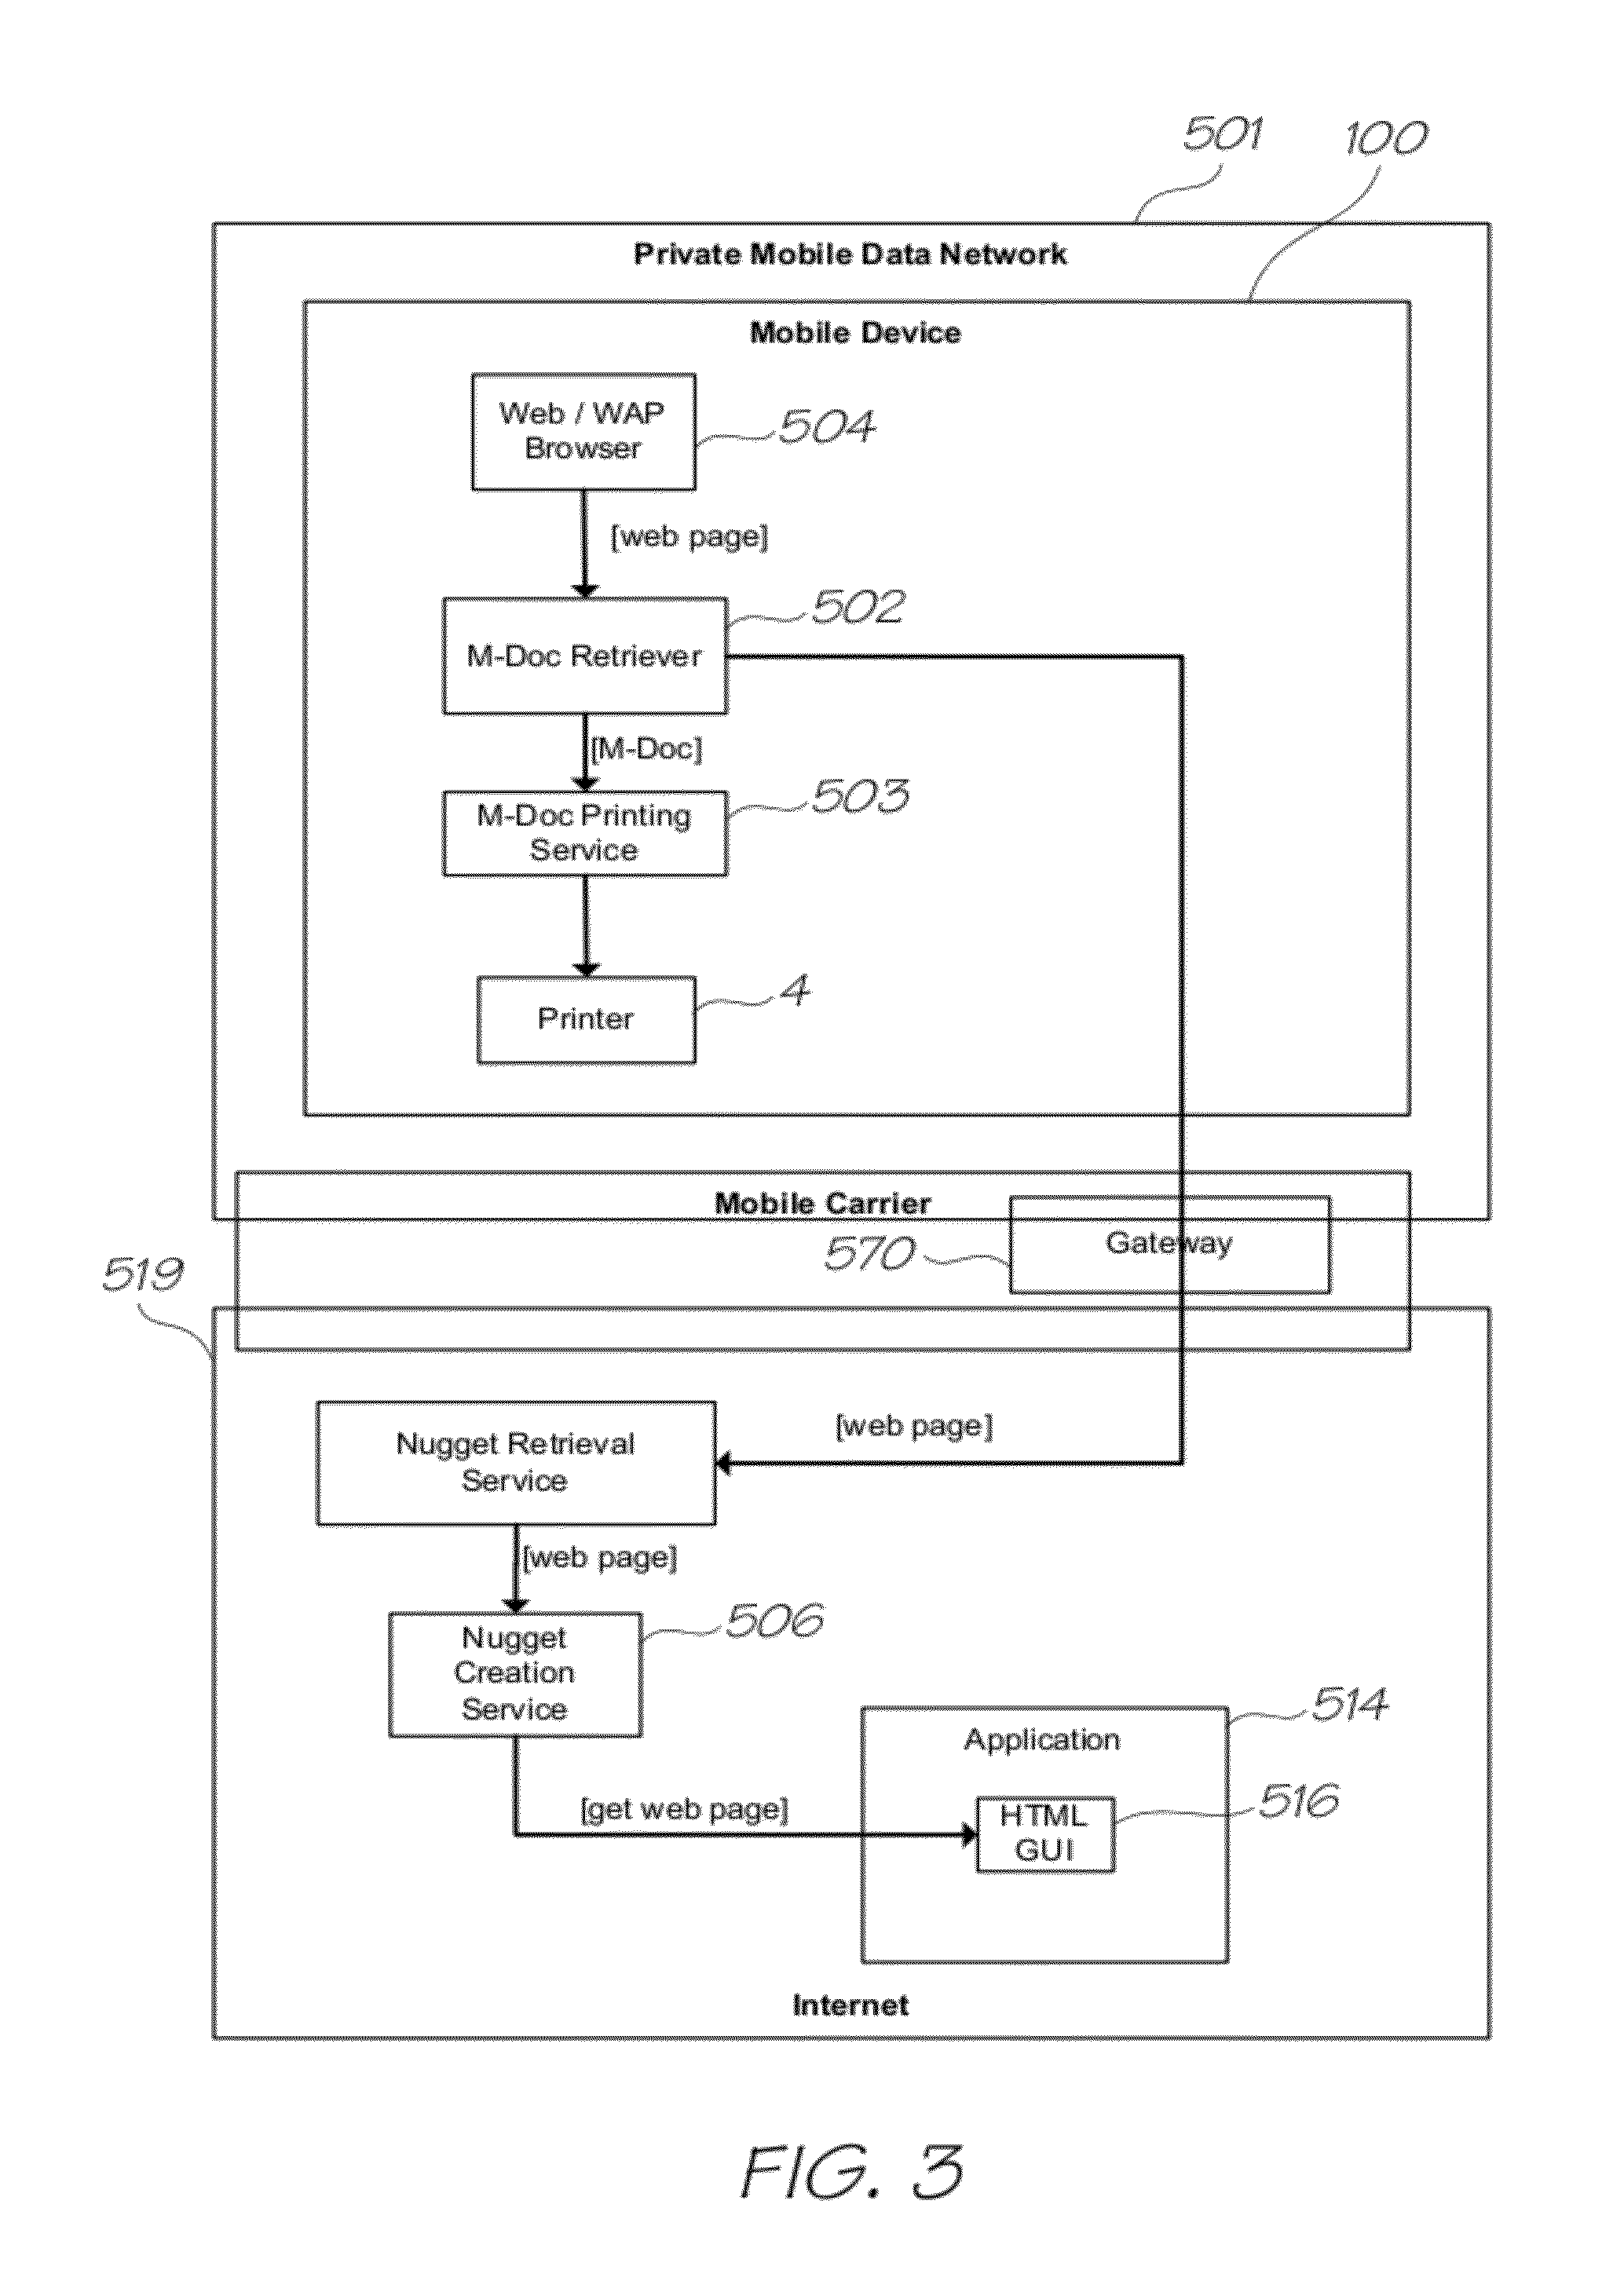 501
100
Private Mobile Data Network
Mobile Device
Web / WAP
Browser
504
[web page]
502
M-Doc Retriever
[M-Doc]
503
M-Doc Printing
Service
4
Printer
Mobile Carrier
Gateway
570
519
[web page]
Nugget Retrieval
Service
[web page]
506
Nugget
Creation
Service
514
Application
[get web page]
516
HTML
GUI
Internet
FIG. 3